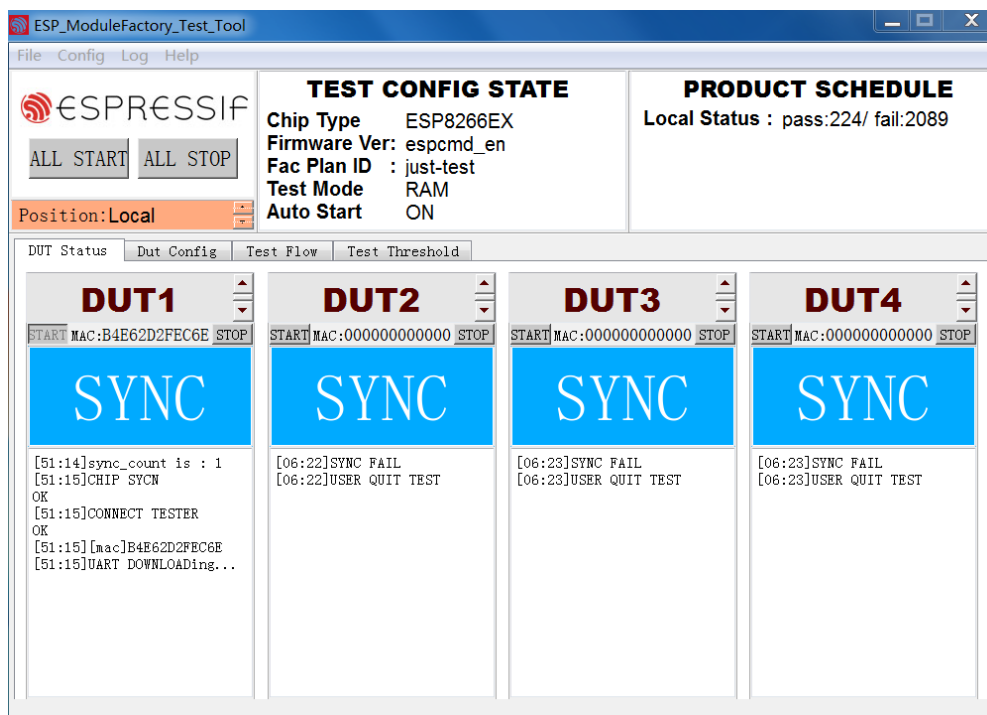 ESP_ModuleFactory_Test_Tool
File Config Log Help
ESPRESSIF
ALL START ALL STOP
Position:Local
TEST CONFIG STATE
Chip Type ESP8266EX
Firmware Ver: espcmd_en
Fac Plan ID : just-test
Test Mode RAM
Auto Start ON
PRODUCT SCHEDULE
Local Status : pass:224/ fail:2089
DUT Status Dut Config Test Flow Test Threshold
DUT1
START MAC:B4E62D2FEC6E STOP
SYNC
[51:14]sync_count is : 1
[51:15]CHIP SYCN
OK
[51:15]CONNECT TESTER
OK
[51:15][mac]B4E62D2FEC6E
[51:15]UART DOWNLOADing...
DUT2
START MAC:000000000000 STOP
SYNC
[06:22]SYNC FAIL
[06:22]USER QUIT TEST
DUT3
START MAC:000000000000 STOP
SYNC
[06:23]SYNC FAIL
[06:23]USER QUIT TEST
DUT4
START MAC:000000000000 STOP
SYNC
[06:23]SYNC FAIL
[06:23]USER QUIT TEST